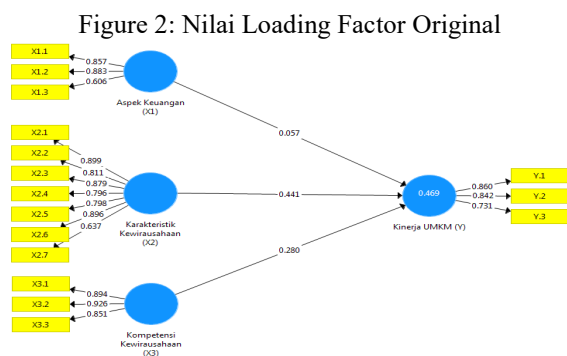 Figure 2: Nilai Loading Factor Original
X1.1
X1.2
X1.3
0.857
0.883
0.606
Aspek Keuangan
(X1)
0.057
X2.1
X2.2
X2.3
X2.4
X2.5
X2.6
X2.7
0.899
0.811
0.879
0.796
0.798
0.896
0.637
Karakteristik
Kewirausahaan
(X2)
0.441
X3.1
X3.2
X3.3
0.894
0.926
0.851
Kompetensi
Kewirausahaan
(X3)
0.280
0.469
Kinerja UMKM (Y)
0.860
0.842
0.731
Y.1
Y.2
Y.3